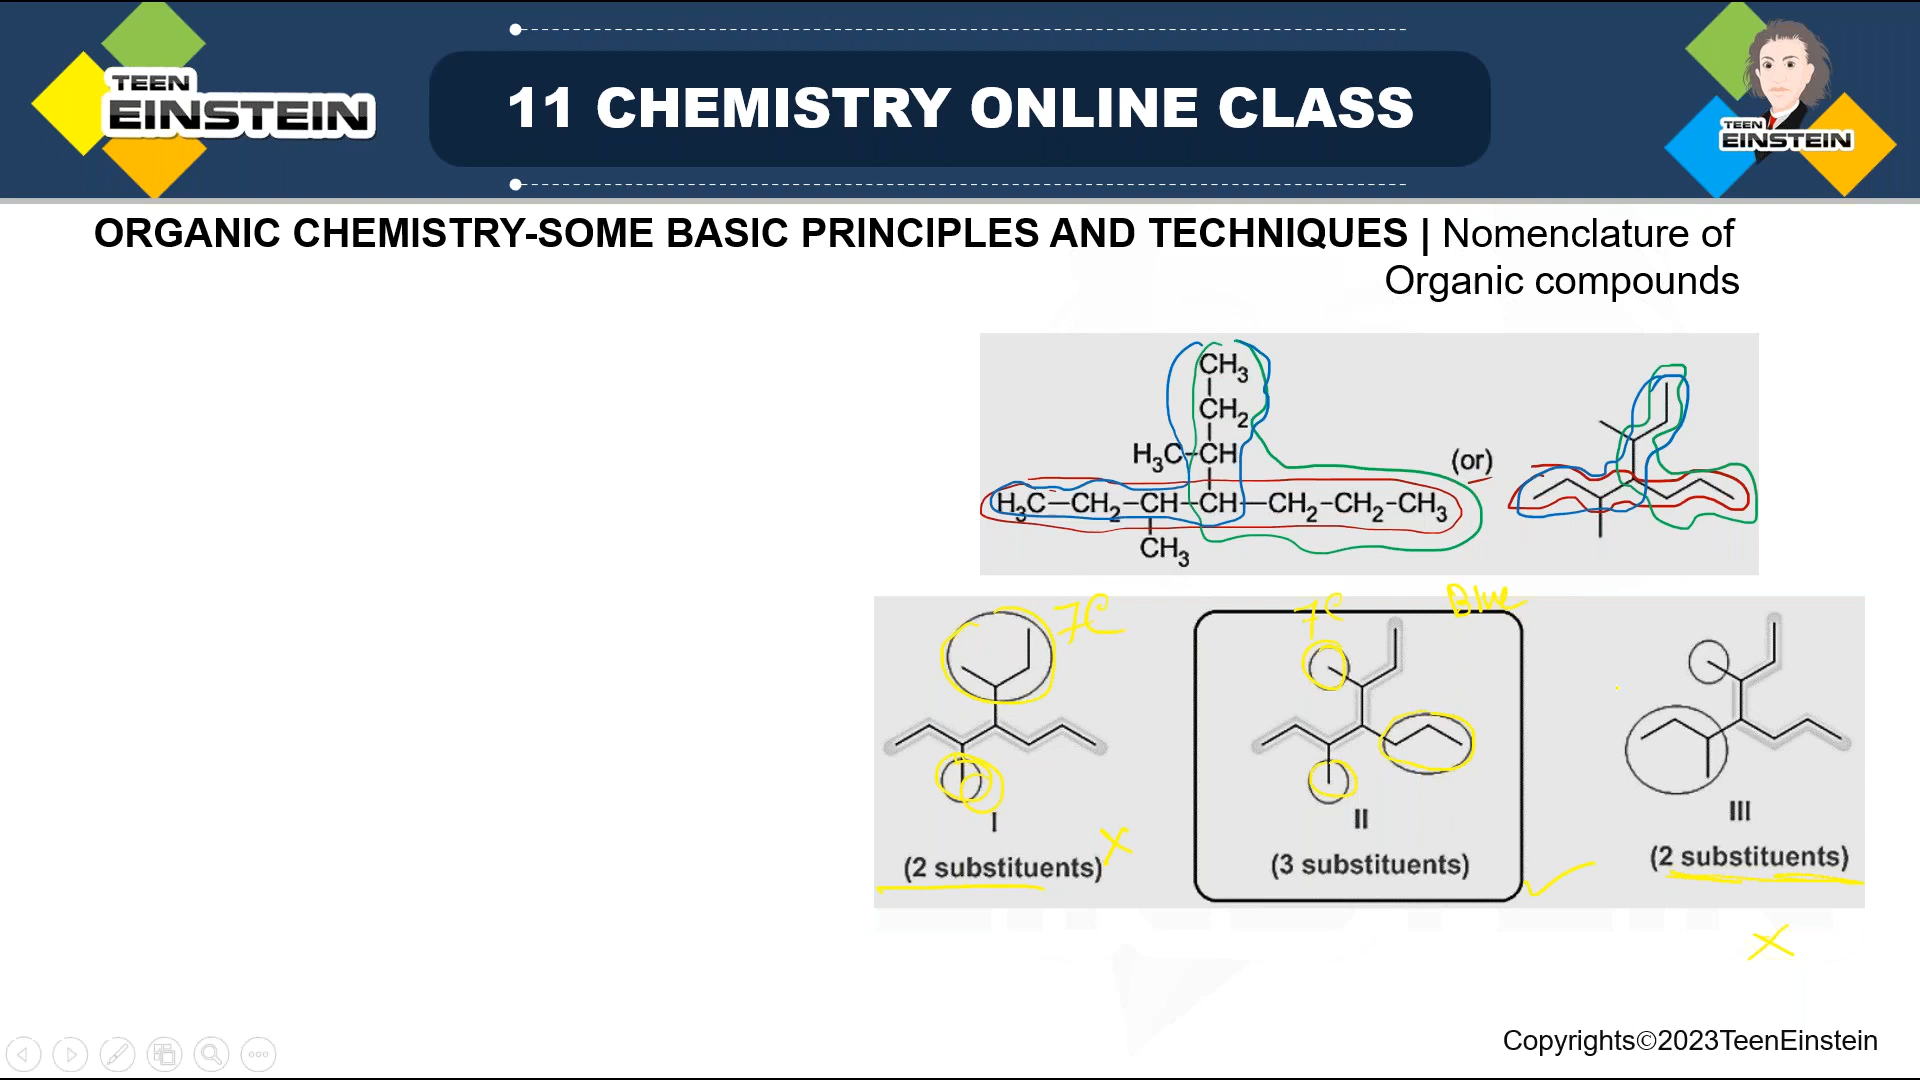 TEEN
EINSTEIN
11 CHEMISTRY ONLINE CLASS
TEEN
EINSTEIN
ORGANIC CHEMISTRY-SOME BASIC PRINCIPLES AND TECHNIQUES | Nomenclature of
Organic compounds
CH3
CH2
H3C-CH
(or)
H3C-CH2-CH-CH-CH2-CH2-CH3
CH3
7C
7C
Blue
I
II
III
(2 substituents)
(3 substituents)
(2 substituents)
Copyrights©2023TeenEinstein